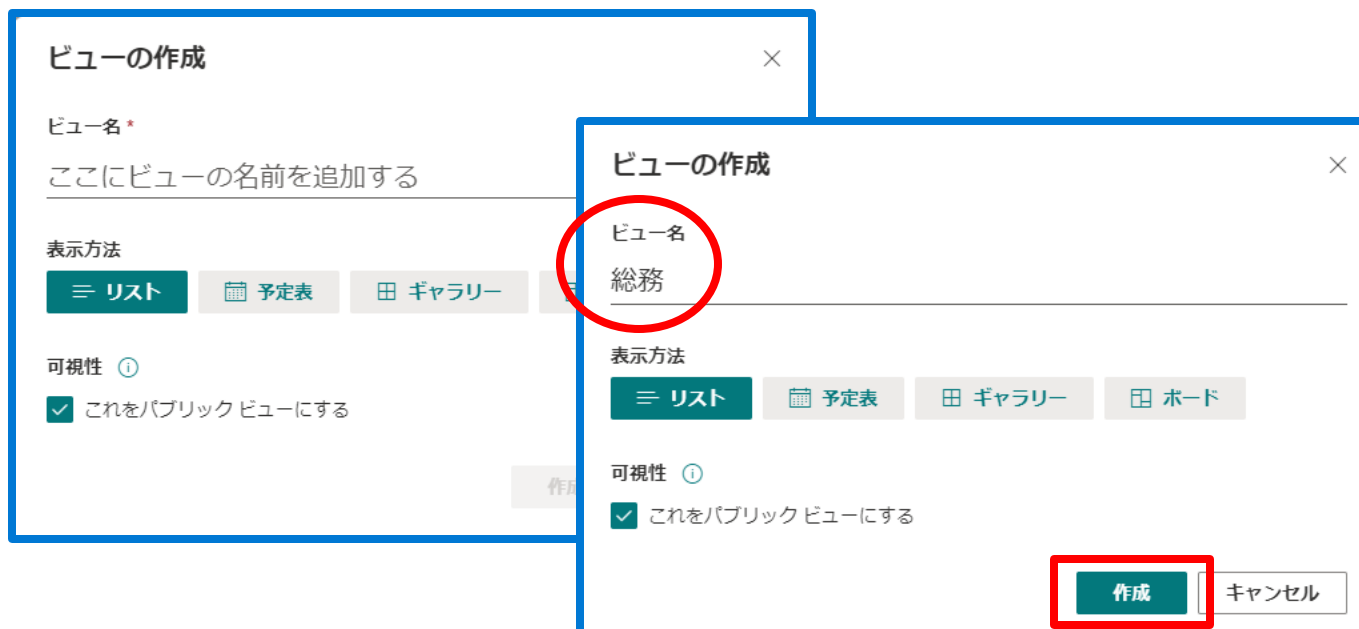 ビューの作成
ビュー名 *
ここにビューの名前を追加する
表示方法
リスト 予定表 ギャラリー
可視性
これをパブリック ビューにする
ビューの作成
ビュー名
総務
表示方法
リスト 予定表 ギャラリー ボード
可視性
これをパブリック ビューにする
作成 キャンセル